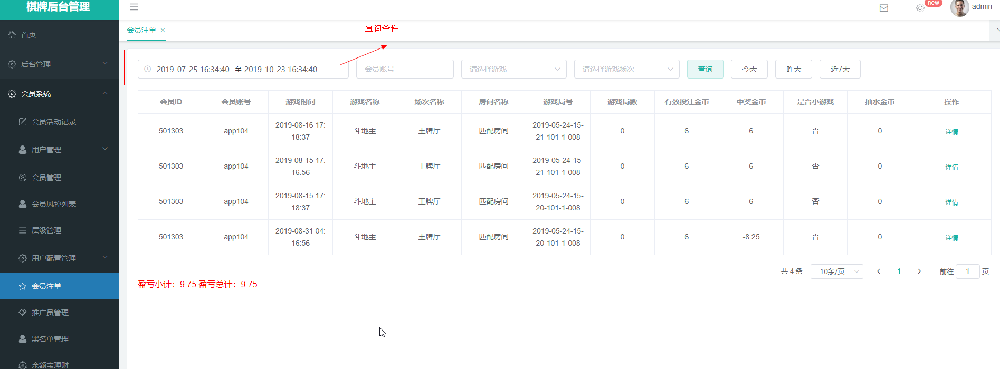 棋牌后台管理
new
admin
首页
后台管理
会员系统
会员活动记录
用户管理
会员管理
会员风控列表
层级管理
用户配置管理
会员注单
推广员管理
黑名单管理
余额宝理财
会员注单
查询条件
2019-07-25 16:34:40 至 2019-10-23 16:34:40 会员账号 请选择游戏 请选择游戏场次 查询 今天 昨天 近7天
会员ID 会员账号 游戏时间 游戏名称 场次名称 房间名称 游戏局号 游戏局数 有效投注金币 中奖金币 是否小游戏 抽水金币 操作
501303 app104 2019-08-16 17:18:37 斗地主 王牌厅 匹配房间 2019-05-24-15-21-101-1-008 0 6 6 否 0 详情
501303 app104 2019-08-15 17:16:56 斗地主 王牌厅 匹配房间 2019-05-24-15-21-101-1-008 0 6 6 否 0 详情
501303 app104 2019-08-15 17:18:37 斗地主 王牌厅 匹配房间 2019-05-24-15-20-101-1-008 0 6 6 否 0 详情
501303 app104 2019-08-31 04:16:56 斗地主 王牌厅 匹配房间 2019-05-24-15-20-101-1-008 0 6 -8.25 否 0 详情
共 4 条 10条/页 1 前往 1 页
盈亏小计：9.75 盈亏总计：9.75